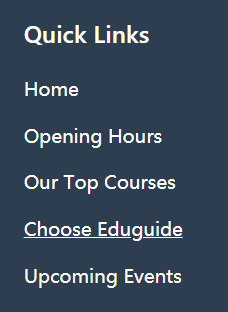 Quick Links
Home
Opening Hours
Our Top Courses
Choose Eduguide
Upcoming Events